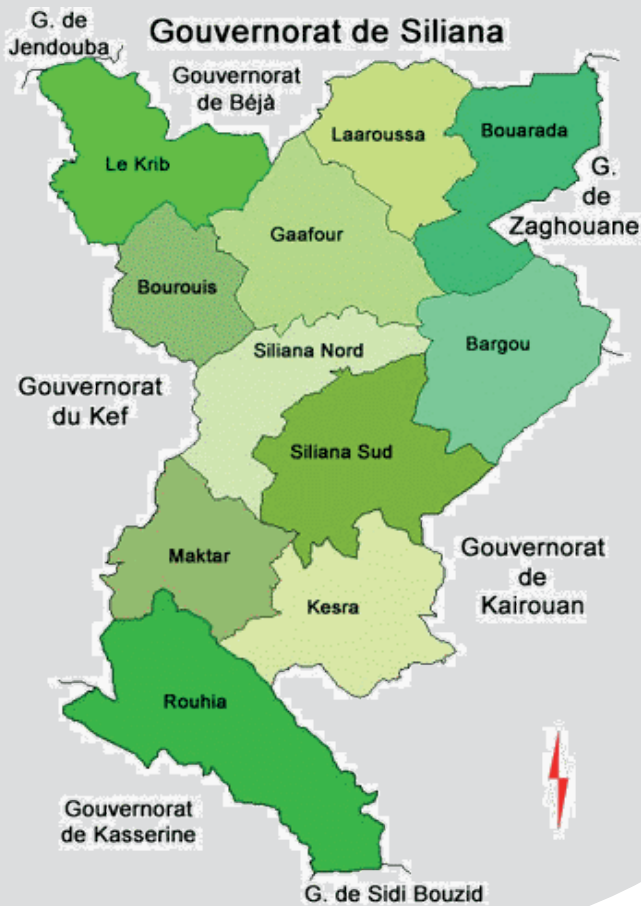 G. de
Jendouba
Gouvernorat de Siliana
Gouvernorat
de Béjà
Laaroussa
Bouarada
Le Krib
G.
de
Zaghouane
Gaafour
Bourouis
Siliana Nord
Bargou
Gouvernorat
du Kef
Siliana Sud
Maktar
Gouvernorat
de
Kairouan
Kesra
Rouhia
Gouvernorat
de Kasserine
G. de Sidi Bouzid